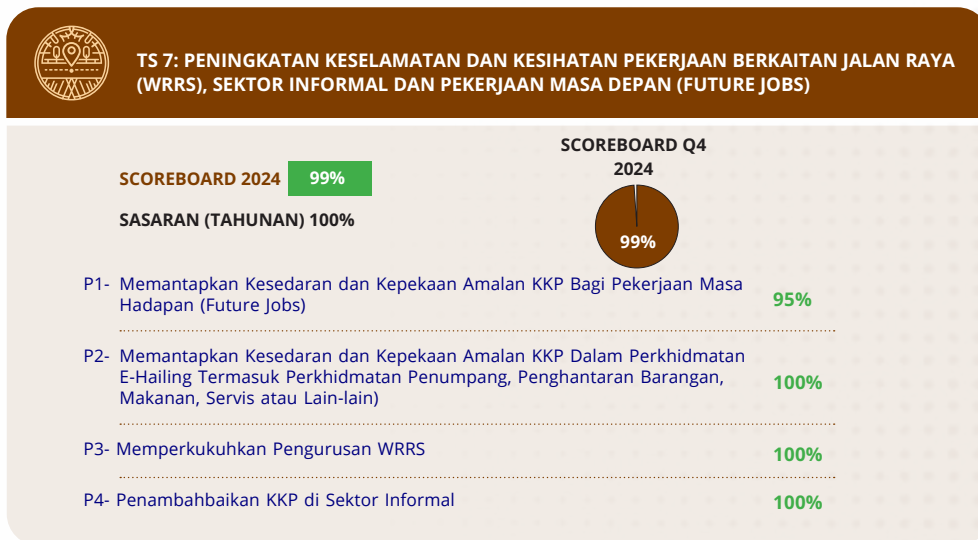 TS 7: PENINGKATAN KESELAMATAN DAN KESIHATAN PEKERJAAN BERKAITAN JALAN RAYA
(WRRS), SEKTOR INFORMAL DAN PEKERJAAN MASA DEPAN (FUTURE JOBS)
SCOREBOARD 2024 99%
SASARAN (TAHUNAN) 100%
SCOREBOARD Q4
2024
99%
P1- Memantapkan Kesedaran dan Kepekaan Amalan KKP Bagi Pekerjaan Masa
Hadapan (Future Jobs)
95%
P2- Memantapkan Kesedaran dan Kepekaan Amalan KKP Dalam Perkhidmatan
E-Hailing Termasuk Perkhidmatan Penumpang, Penghantaran Barangan,
Makanan, Servis atau Lain-lain)
100%
P3- Memperkukuhkan Pengurusan WRRS
100%
P4- Penambahbaikan KKP di Sektor Informal
100%